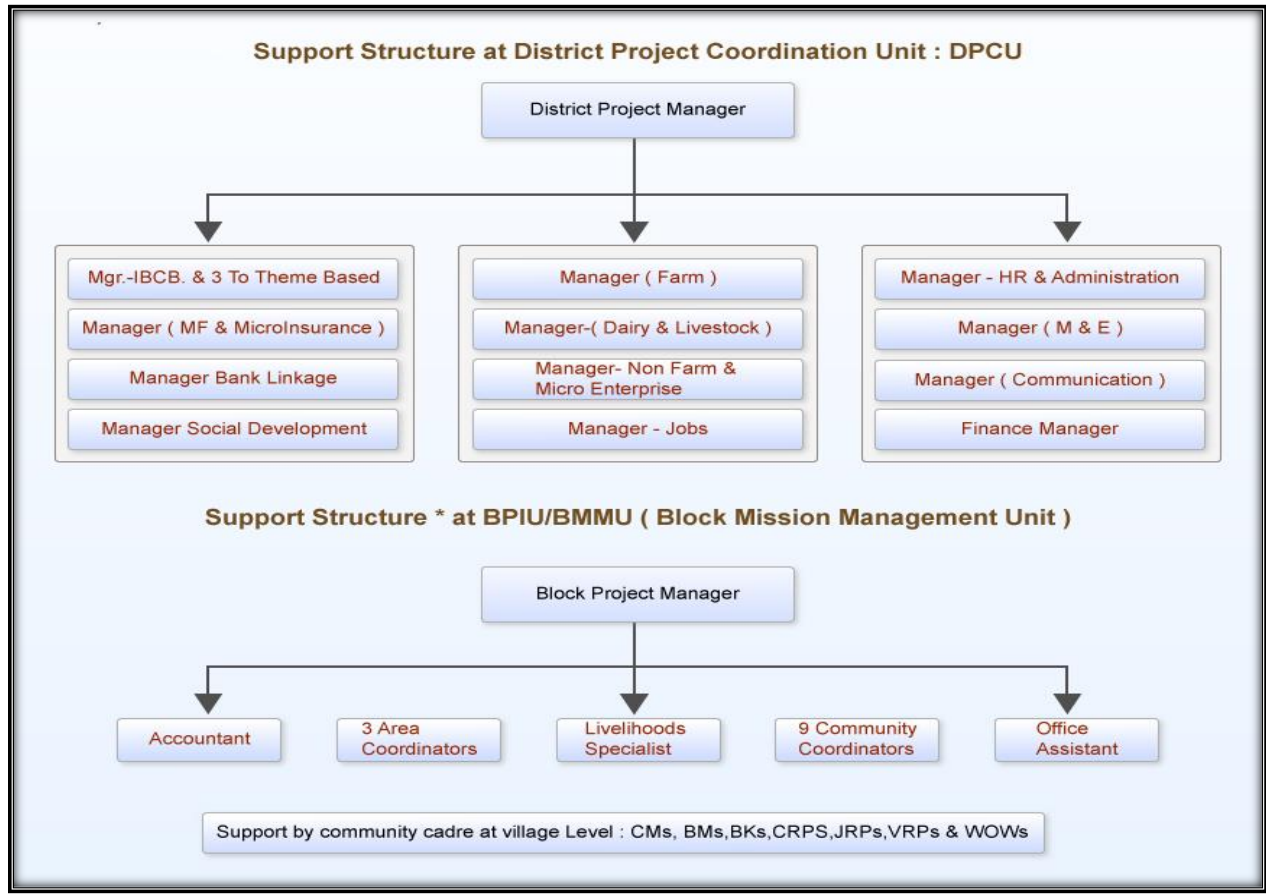 Support Structure at District Project Coordination Unit : DPCU
District Project Manager
Mgr.-IBCB. & 3 To Theme Based
Manager ( MF & MicroInsurance )
Manager Bank Linkage
Manager Social Development
Manager ( Farm )
Manager-( Dairy & Livestock )
Manager- Non Farm &
Micro Enterprise
Manager - Jobs
Manager - HR & Administration
Manager ( M & E )
Manager ( Communication )
Finance Manager
Support Structure * at BPIU/BMMU ( Block Mission Management Unit )
Block Project Manager
Accountant
3 Area
Coordinators
Livelihoods
Specialist
9 Community
Coordinators
Office
Assistant
Support by community cadre at village Level : CMs, BMs,BKs,CRPS,JRPs,VRPs & WOWs